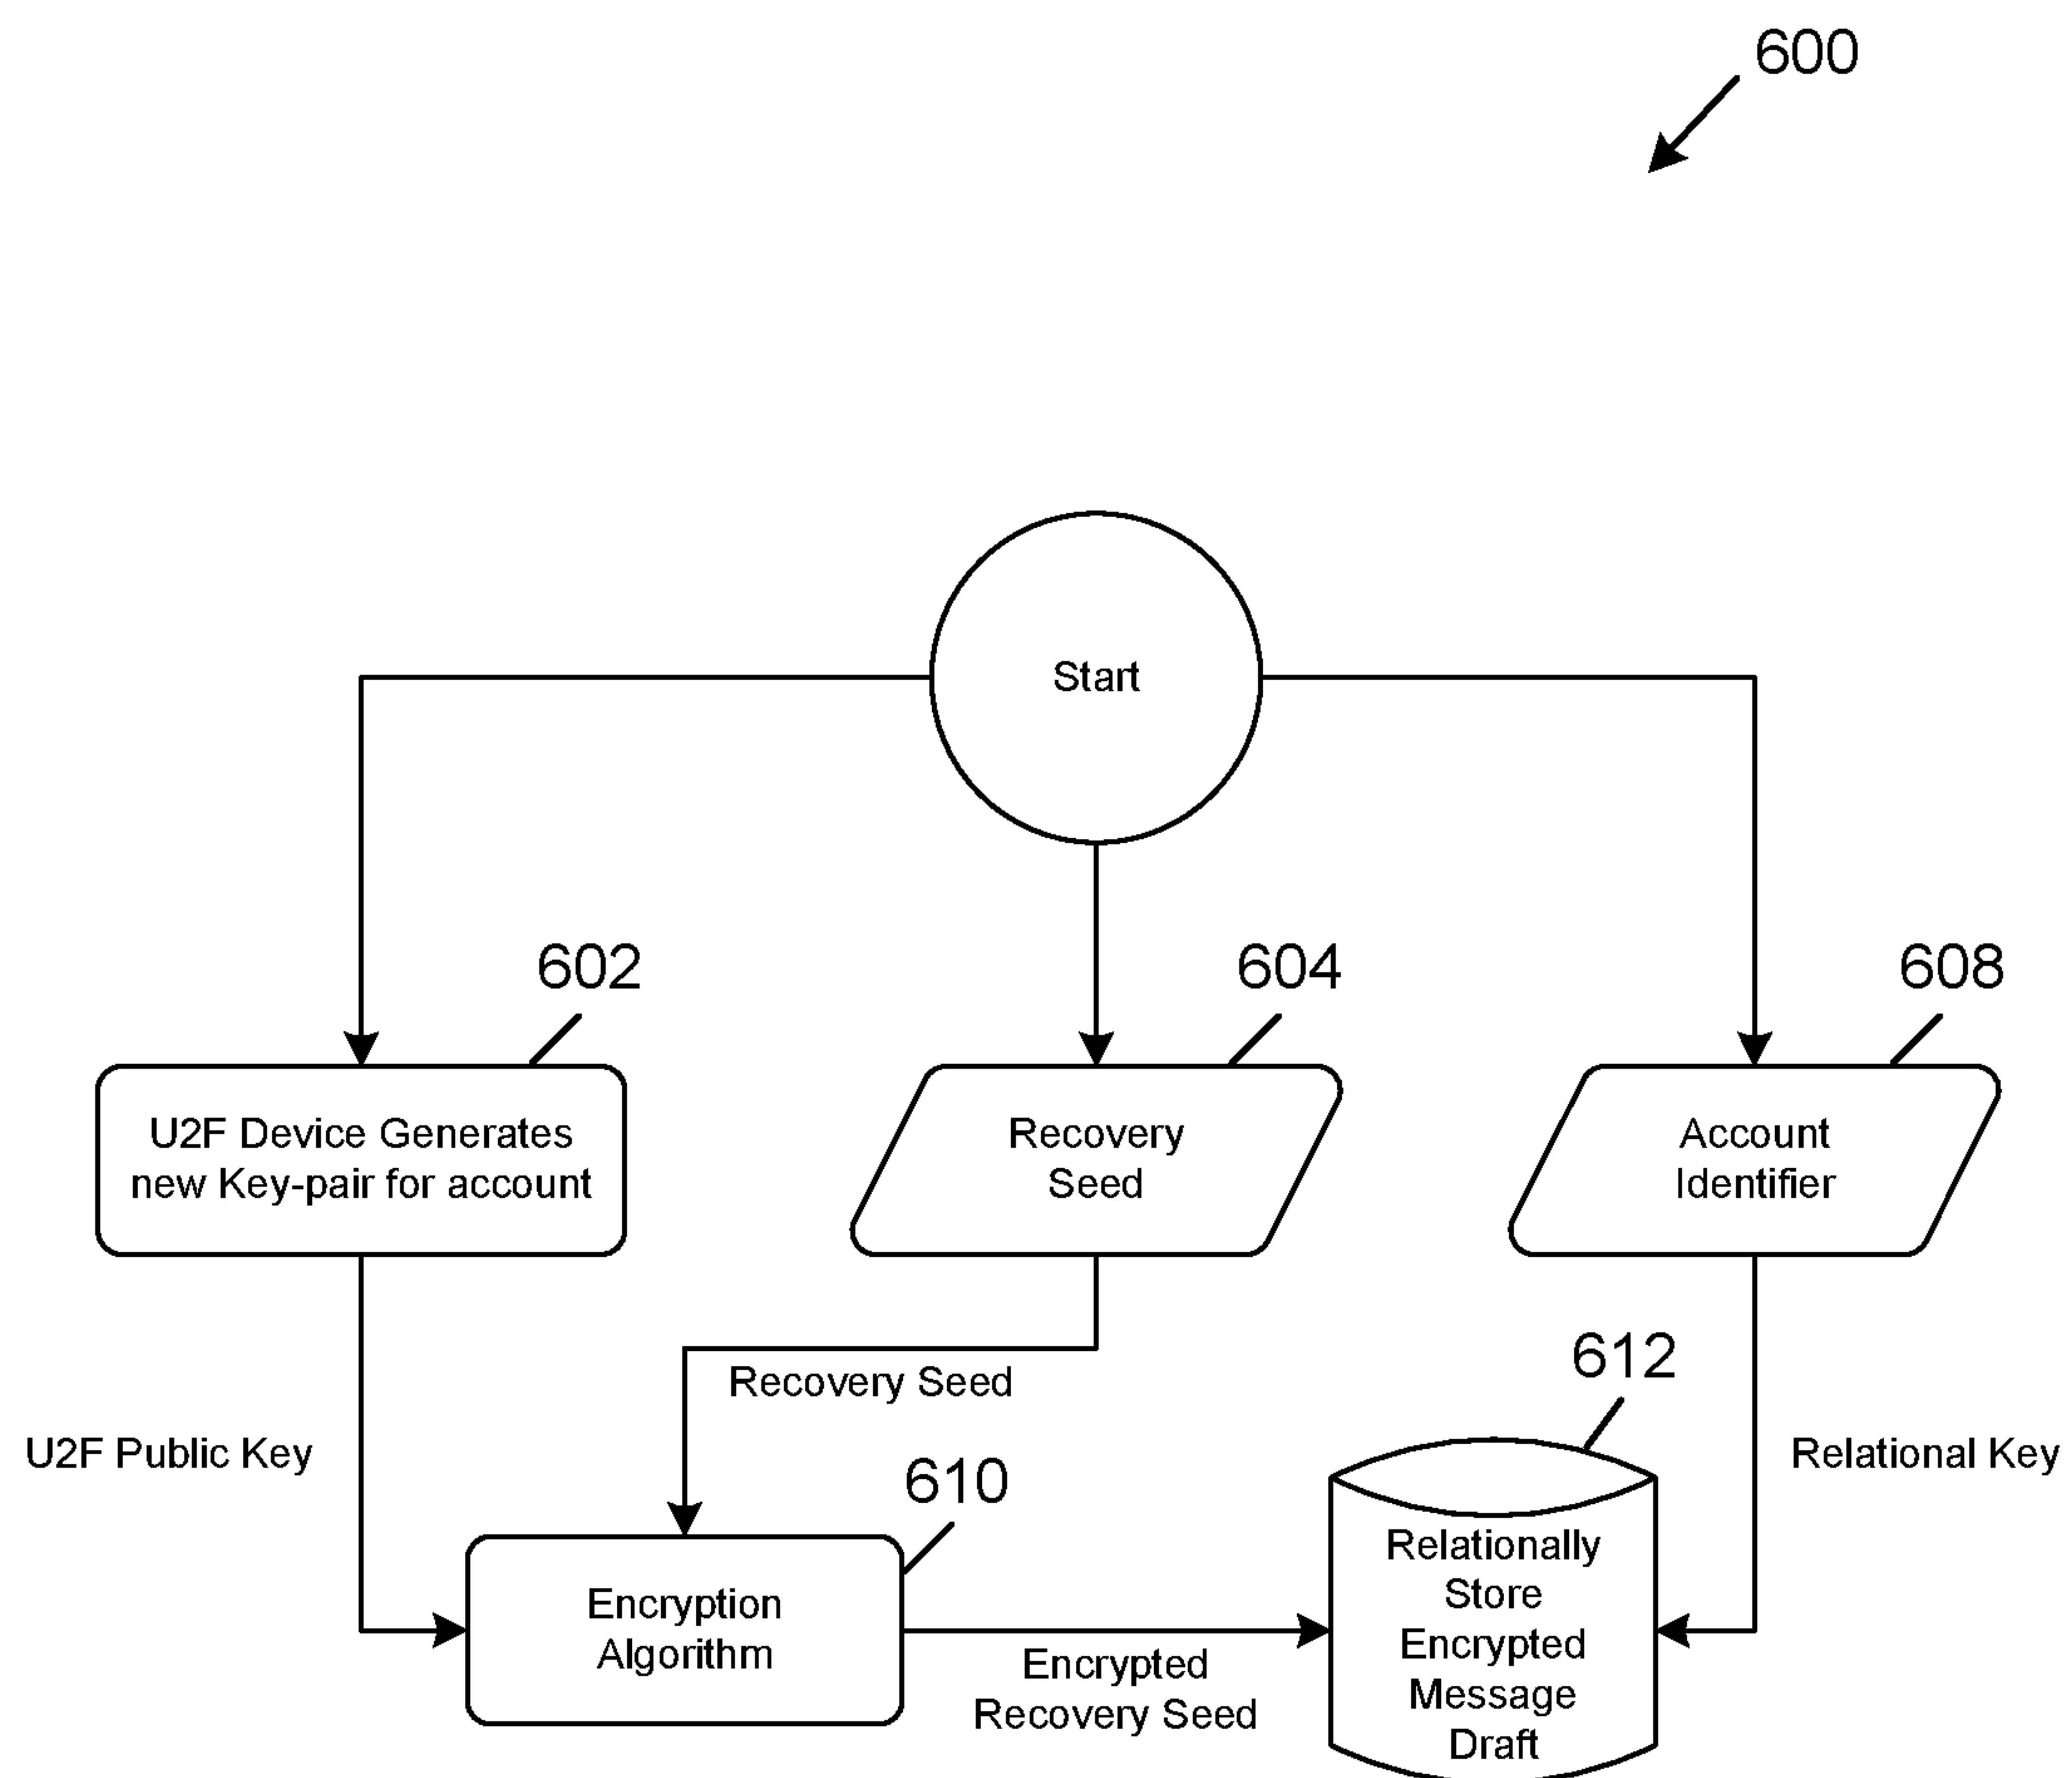 600
Start
602
604
608
U2F Device Generates
new Key-pair for account
Recovery
Seed
Account
Identifier
612
Recovery Seed
U2F Public Key
610
Relational Key
Encryption
Algorithm
Encrypted
Recovery Seed
Relationally
Store
Encrypted
Message
Draft